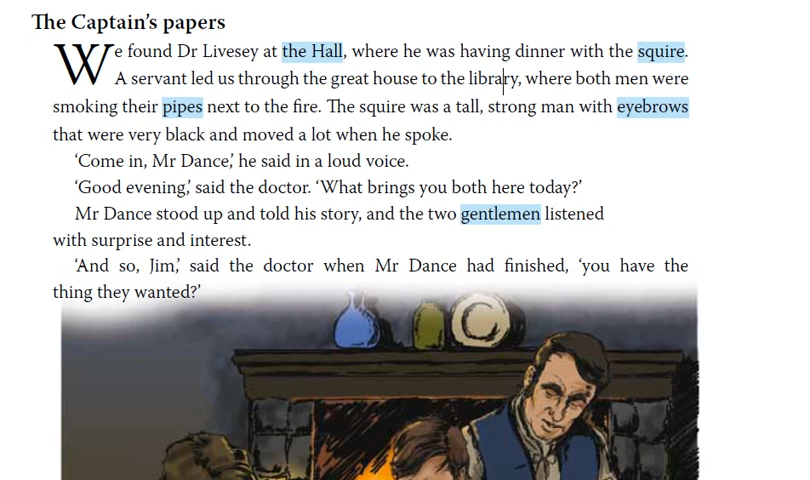 The Captain's papers
We found Dr Livesey at the Hall, where he was having dinner with the squire.
A servant led us through the great house to the library, where both men were
smoking their pipes next to the fire. The squire was a tall, strong man with eyebrows
that were very black and moved a lot when he spoke.
‘Come in, Mr Dance,’ he said in a loud voice.
‘Good evening,’ said the doctor. ‘What brings you both here today?’
Mr Dance stood up and told his story, and the two gentlemen listened
with surprise and interest.
‘And so, Jim,’ said the doctor when Mr Dance had finished, ‘you have the
thing they wanted?’